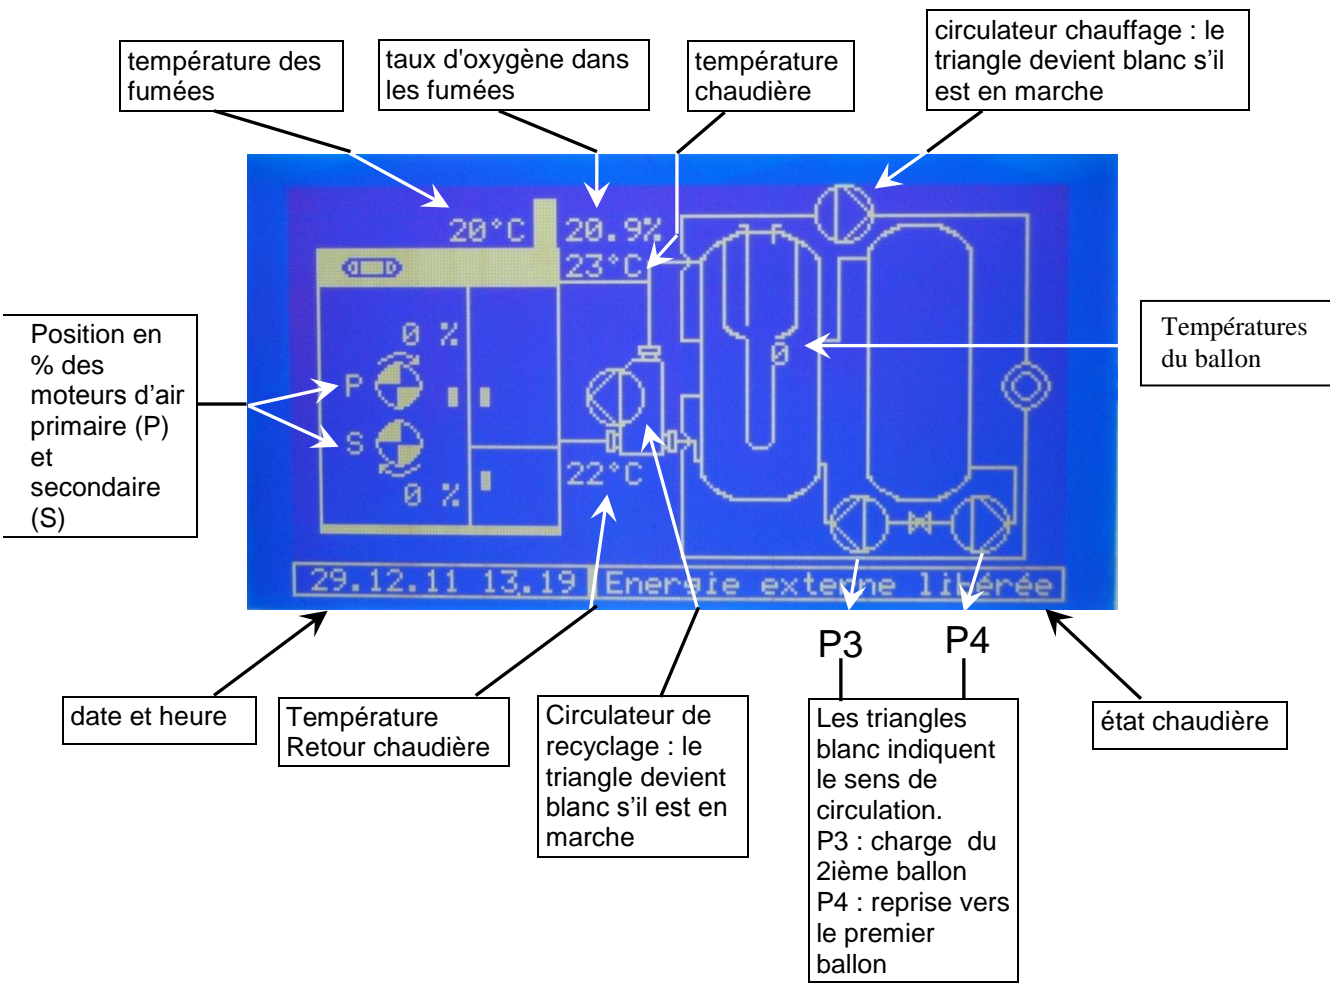 température des
fumées
taux d'oxygène dans
les fumées
température
chaudière
circulateur chauffage : le
triangle devient blanc s'il
est en marche
20°C
20.9%
23°C
Position en
% des
moteurs d'air
primaire (P)
et
secondaire
(S)
0 %
P
S
0 %
22°C
0
Températures
du ballon
29.12.11 13.19
Energie externe libérée
P3
P4
date et heure
Température
Retour chaudière
Circulateur de
recyclage : le
triangle devient
blanc s'il est en
marche
Les triangles
blanc indiquent
le sens de
circulation.
P3 : charge du
2ième ballon
P4 : reprise vers
le premier
ballon
état chaudière